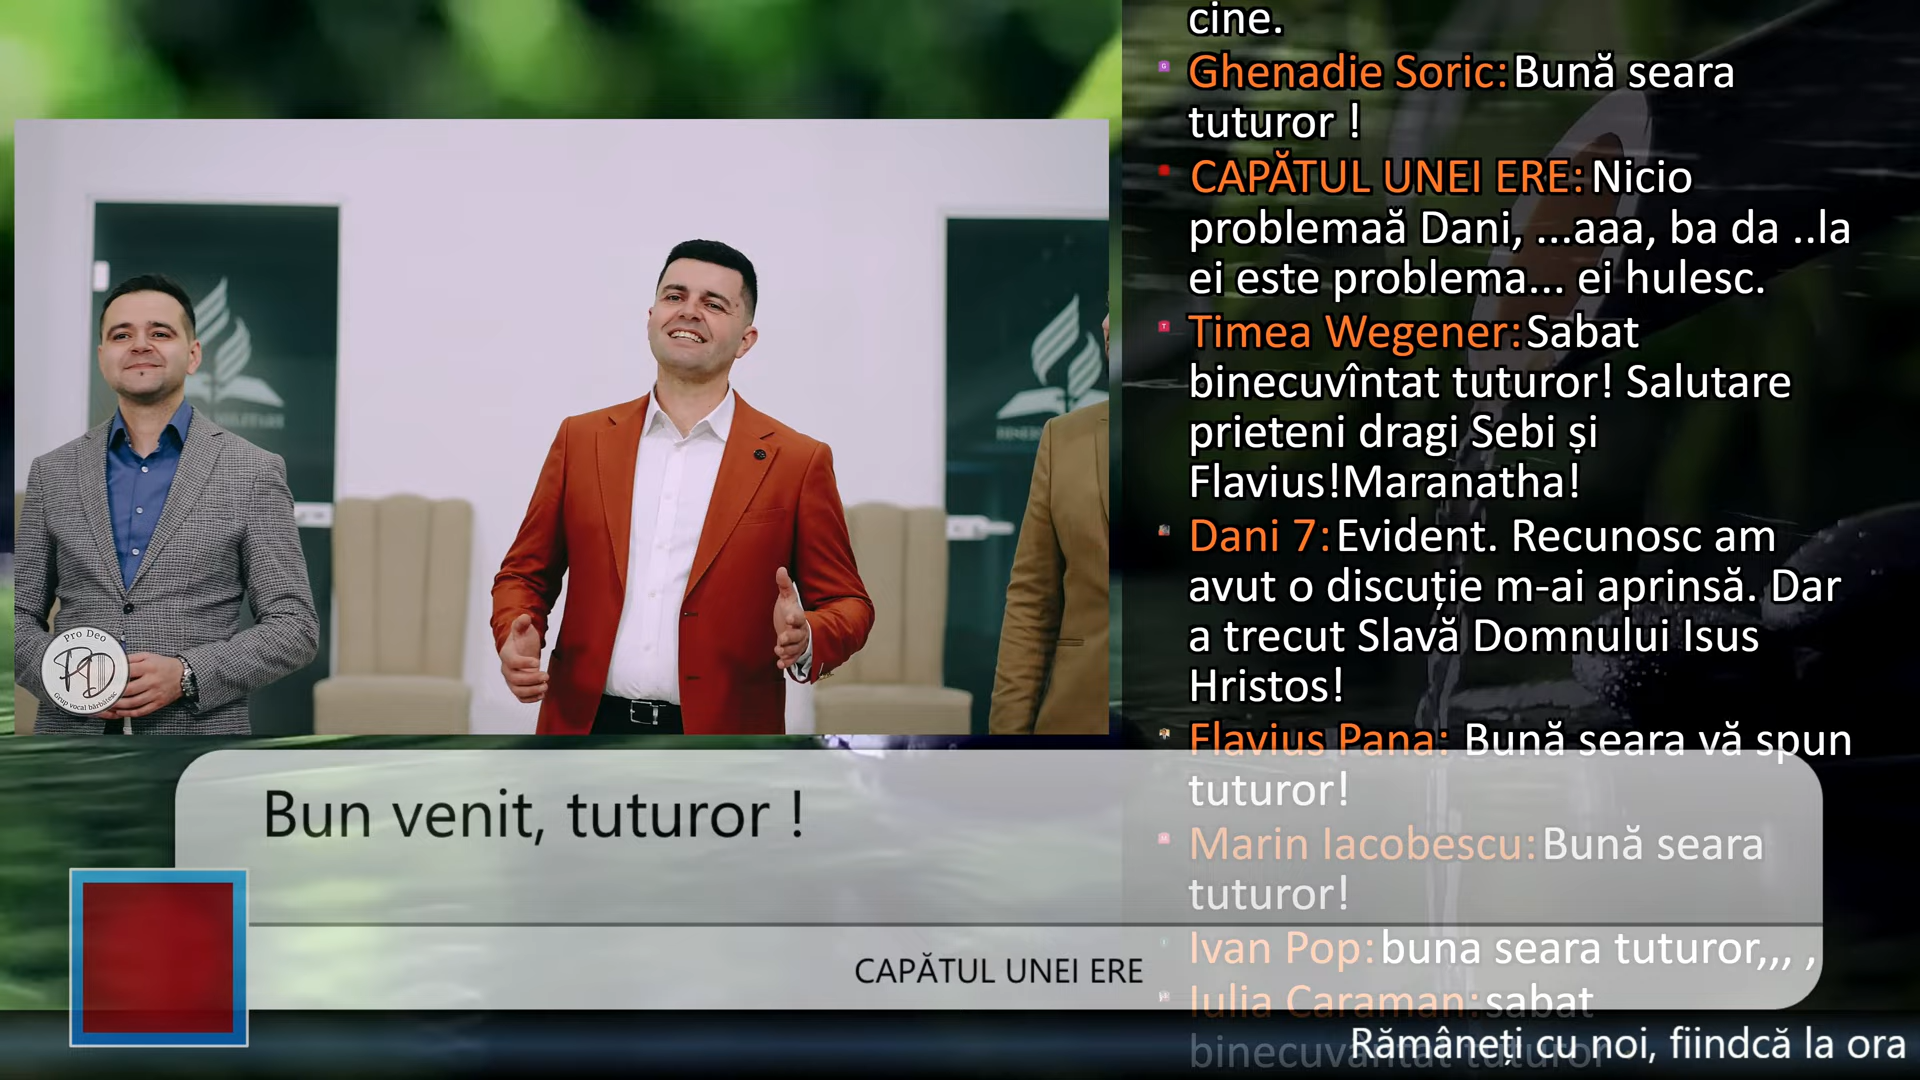 cine.
Ghenadie Soric: Bună seara
tuturor !
CAPĂTUL UNEI ERE: Nicio
problemaă Dani, ...aaa, ba da ..la
ei este problema... ei hulesc.
Timea Wegener: Sabat
binecuvîntat tuturor! Salutare
prieteni dragi Sebi și
Flavius!Maranatha!
Dani 7: Evident. Recunosc am
avut o discuție m-ai aprinsă. Dar
a trecut Slavă Domnului Isus
Hristos!
Flavius Pana: Bună seara vă spun
tuturor!
Marin Iacobescu: Bună seara
tuturor!
Ivan Pop: buna seara tuturor,,, ,
Iulia Caraman: sabat
binecuvantat tuturor
Pro Deo
Grup vocal bărbătesc
Bun venit, tuturor !
CAPĂTUL UNEI ERE
Rămâneți cu noi, fiindcă la ora